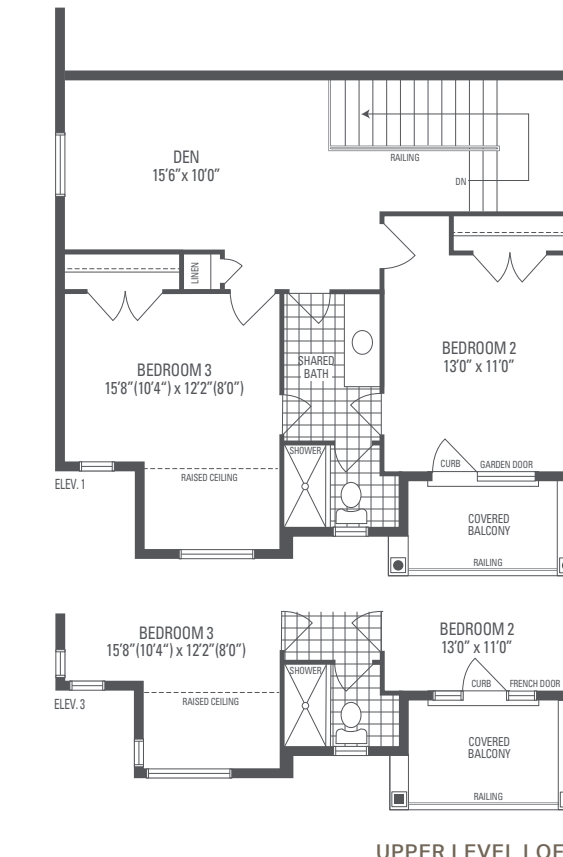 DEN
15'6" x 10'0"
RAILING
DN
LINEN
BEDROOM 3
15'8"(10'4") x 12'2"(8'0")
SHARED
BATH
BEDROOM 2
13'0" x 11'0"
SHOWER
CURB
GARDEN DOOR
ELEV. 1
RAISED CEILING
COVERED
BALCONY
RAILING
BEDROOM 3
15'8"(10'4") x 12'2"(8'0")
BEDROOM 2
13'0" x 11'0"
SHOWER
CURB
FRENCH DOOR
ELEV. 3
RAISED CEILING
COVERED
BALCONY
RAILING
UPPER LEVEL LOF